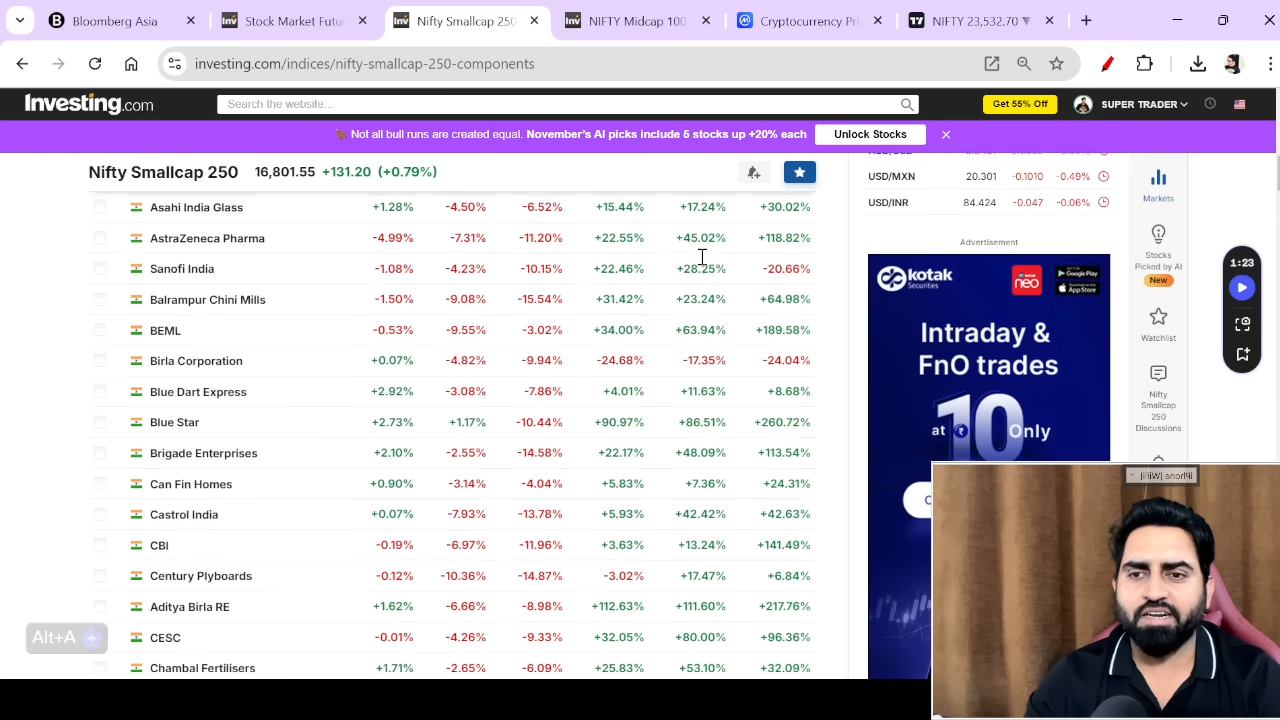 Bloomberg Asia
Stock Market Futu
Nifty Smallcap 250
NIFTY Midcap 100
Cryptocurrency Pri
NIFTY 23,532.70 ▼
investing.com/indices/nifty-smallcap-250-components
Investing.com
Search the website...
Get 55% Off
SUPER TRADER
Not all bull runs are created equal. November's AI picks include 5 stocks up +20% each
Unlock Stocks
Nifty Smallcap 250 16,801.55 +131.20 (+0.79%)
Asahi India Glass +1.28% -4.50% -6.52% +15.44% +17.24% +30.02%
AstraZeneca Pharma -4.99% -7.31% -11.20% +22.55% +45.02% +118.82%
Sanofi India -1.08% -4.23% -10.15% +22.46% +28.25% -20.66%
Balrampur Chini Mills -1.50% -9.08% -15.54% +31.42% +23.24% +64.98%
BEML -0.53% -9.55% -3.02% +34.00% +63.94% +189.58%
Birla Corporation +0.07% -4.82% -9.94% -24.68% -17.35% -24.04%
Blue Dart Express +2.92% -3.08% -7.86% +4.01% +11.63% +8.68%
Blue Star +2.73% +1.17% -10.44% +90.97% +86.51% +260.72%
Brigade Enterprises +2.10% -2.55% -14.58% +22.17% +48.09% +113.54%
Can Fin Homes +0.90% -3.14% -4.04% +5.83% +7.36% +24.31%
Castrol India +0.07% -7.93% -13.78% +5.93% +42.42% +42.63%
CBI -0.19% -6.97% -11.96% +3.63% +13.24% +141.49%
Century Plyboards -0.12% -10.36% -14.87% -3.02% +17.47% +6.84%
Aditya Birla RE +1.62% -6.66% -8.98% +112.63% +111.60% +217.76%
CESC -0.01% -4.26% -9.33% +32.05% +80.00% +96.36%
Chambal Fertilisers +1.71% -2.65% -6.09% +25.83% +53.10% +32.09%
Alt+A
USD/MXN 20.301 -0.1010 -0.49%
USD/INR 84.424 -0.047 -0.06%
Advertisement
kotak
Securities
kotak
neo
GET IT ON
Google Play
Download on the
App Store
Intraday &
FnO trades
at ₹ 10 Only
Markets
Stocks
Picked by AI
New
Watchlist
Nifty
Smallcap
250
Discussions
1:23
iPhone (WiFi)